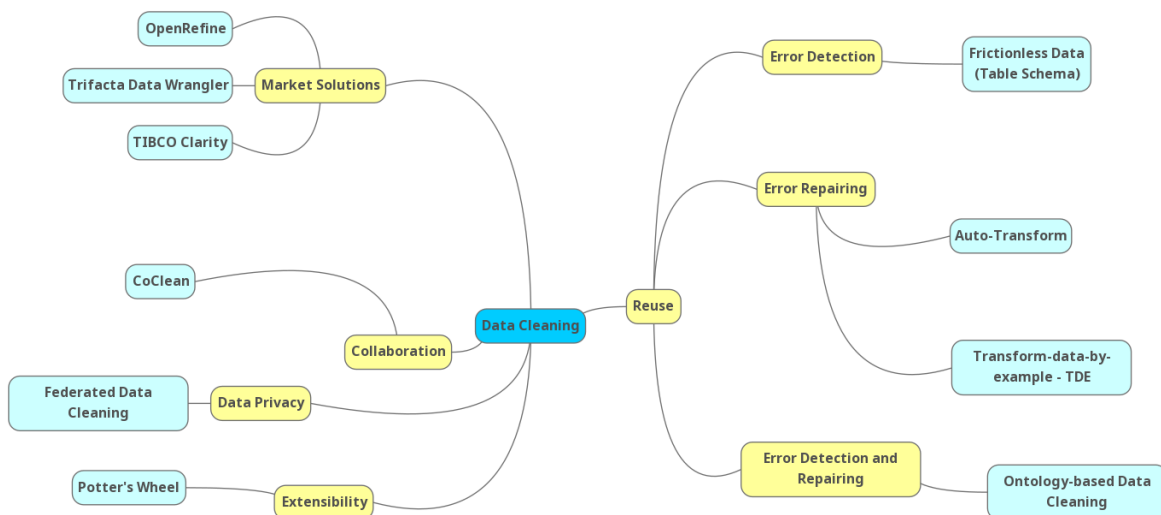 OpenRefine
Trifacta Data Wrangler
Market Solutions
TIBCO Clarity
CoClean
Collaboration
Federated Data
Cleaning
Data Privacy
Potter's Wheel
Extensibility
Data Cleaning
Reuse
Error Detection
Frictionless Data
(Table Schema)
Error Repairing
Auto-Transform
Transform-data-by-
example - TDE
Error Detection and
Repairing
Ontology-based Data
Cleaning